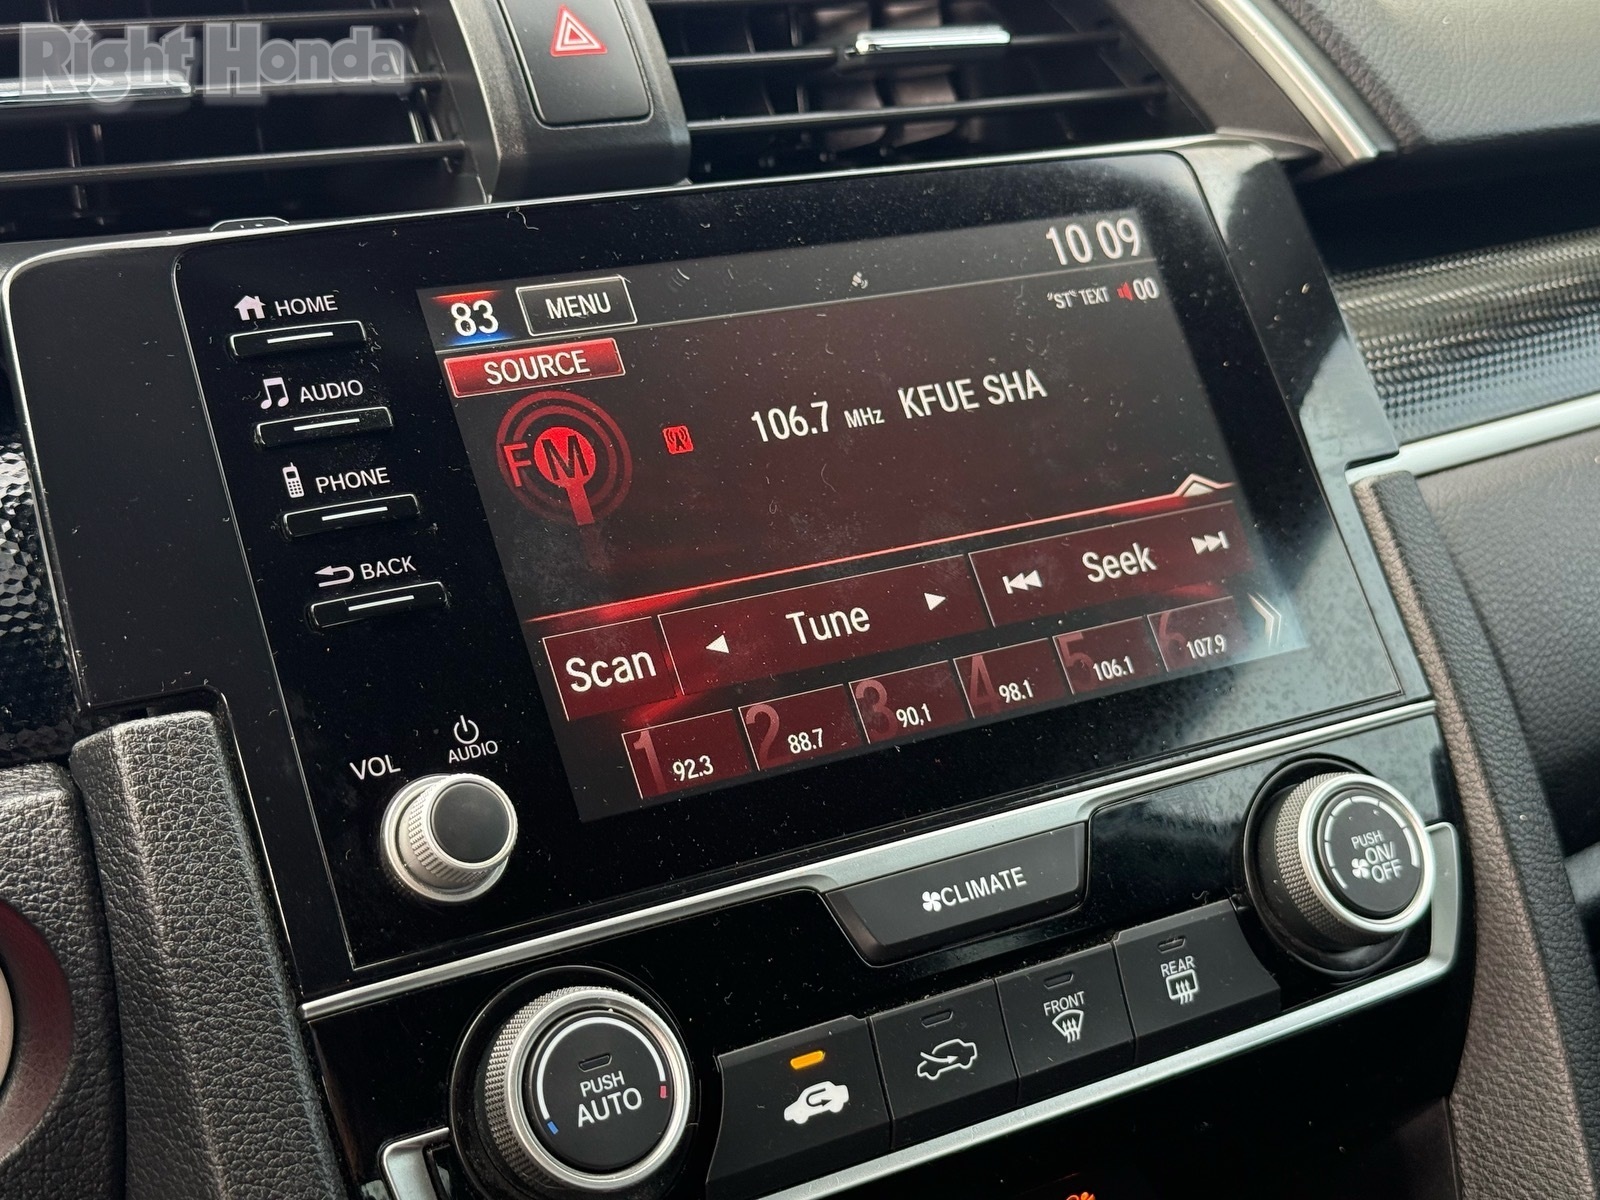 Right Honda
10 09
83
MENU
"ST" TEXT 00
HOME
SOURCE
AUDIO
FM
106.7 MHz KFUE SHA
PHONE
BACK
Scan
Tune
Seek
1 92.3
2 88.7
3 90.1
4 98.1
5 106.1
6 107.9
VOL
AUDIO
CLIMATE
PUSH
ON/
OFF
PUSH
AUTO
FRONT
REAR